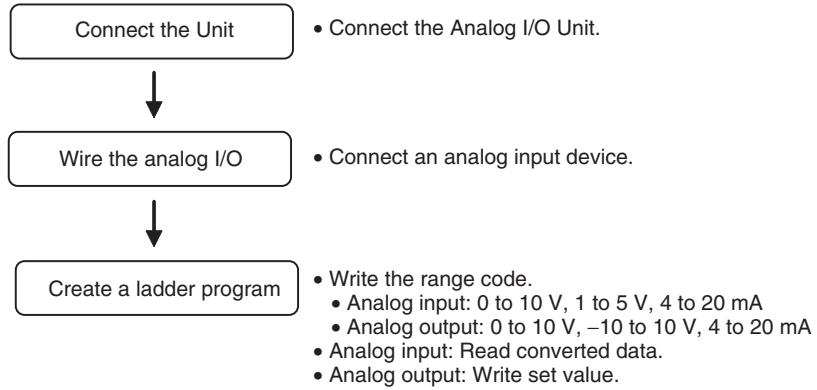 Connect the Unit
• Connect the Analog I/O Unit.
Wire the analog I/O
• Connect an analog input device.
Create a ladder program
• Write the range code.
• Analog input: 0 to 10 V, 1 to 5 V, 4 to 20 mA
• Analog output: 0 to 10 V, −10 to 10 V, 4 to 20 mA
• Analog input: Read converted data.
• Analog output: Write set value.